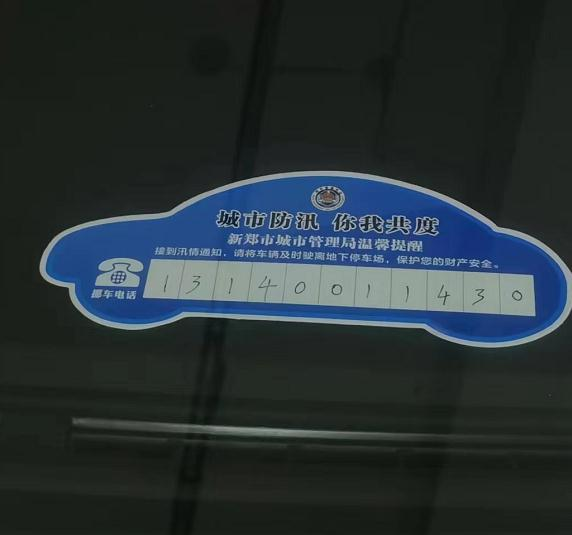 城市防汛 你我共度
新郑市城市管理局温馨提醒
接到汛情通知，请将车辆及时驶离地下停车场，保护您的财产安全。
挪车电话 13140011430